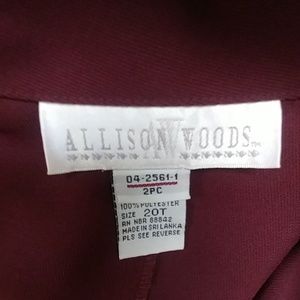 ALLISON WOODS
04-2561-1
2PC
100% POLYESTER
SIZE 20T
RN NBR 88842
MADE IN SRI LANKA
PLS SEE REVERSE